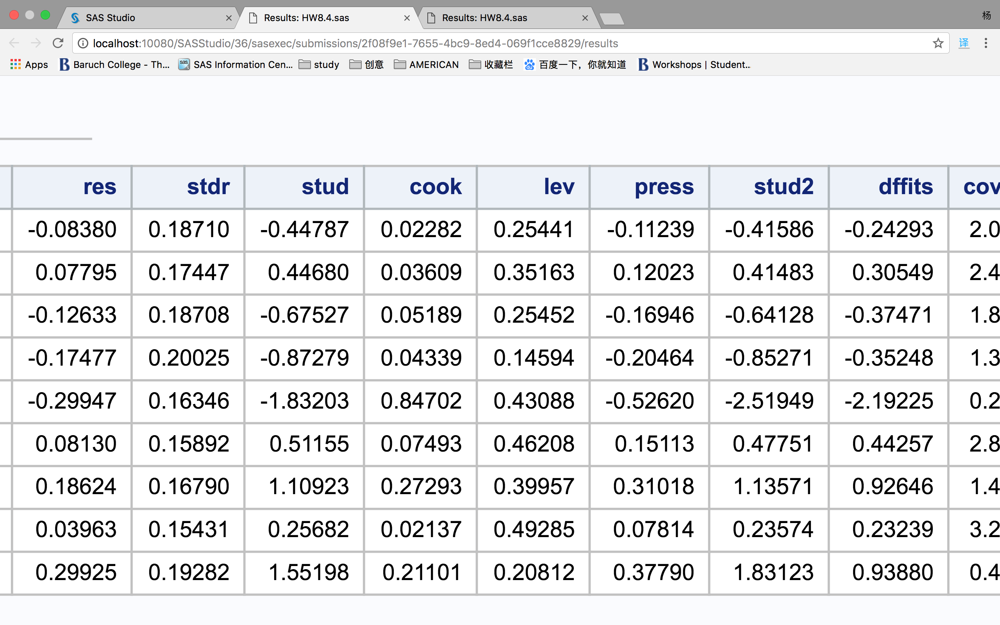 SAS Studio Results: HW8.4.sas Results: HW8.4.sas 杨
localhost:10080/SASStudio/36/sasexec/submissions/2f08f9e1-7655-4bc9-8ed4-069f1cce8829/results 译
Apps Baruch College - Th... SAS Information Cen... study 创意 AMERICAN 收藏栏 百度一下，你就知道 Workshops | Student...
res stdr stud cook lev press stud2 dffits cov
-0.08380 0.18710 -0.44787 0.02282 0.25441 -0.11239 -0.41586 -0.24293 2.0
0.07795 0.17447 0.44680 0.03609 0.35163 0.12023 0.41483 0.30549 2.4
-0.12633 0.18708 -0.67527 0.05189 0.25452 -0.16946 -0.64128 -0.37471 1.8
-0.17477 0.20025 -0.87279 0.04339 0.14594 -0.20464 -0.85271 -0.35248 1.3
-0.29947 0.16346 -1.83203 0.84702 0.43088 -0.52620 -2.51949 -2.19225 0.2
0.08130 0.15892 0.51155 0.07493 0.46208 0.15113 0.47751 0.44257 2.8
0.18624 0.16790 1.10923 0.27293 0.39957 0.31018 1.13571 0.92646 1.4
0.03963 0.15431 0.25682 0.02137 0.49285 0.07814 0.23574 0.23239 3.2
0.29925 0.19282 1.55198 0.21101 0.20812 0.37790 1.83123 0.93880 0.4